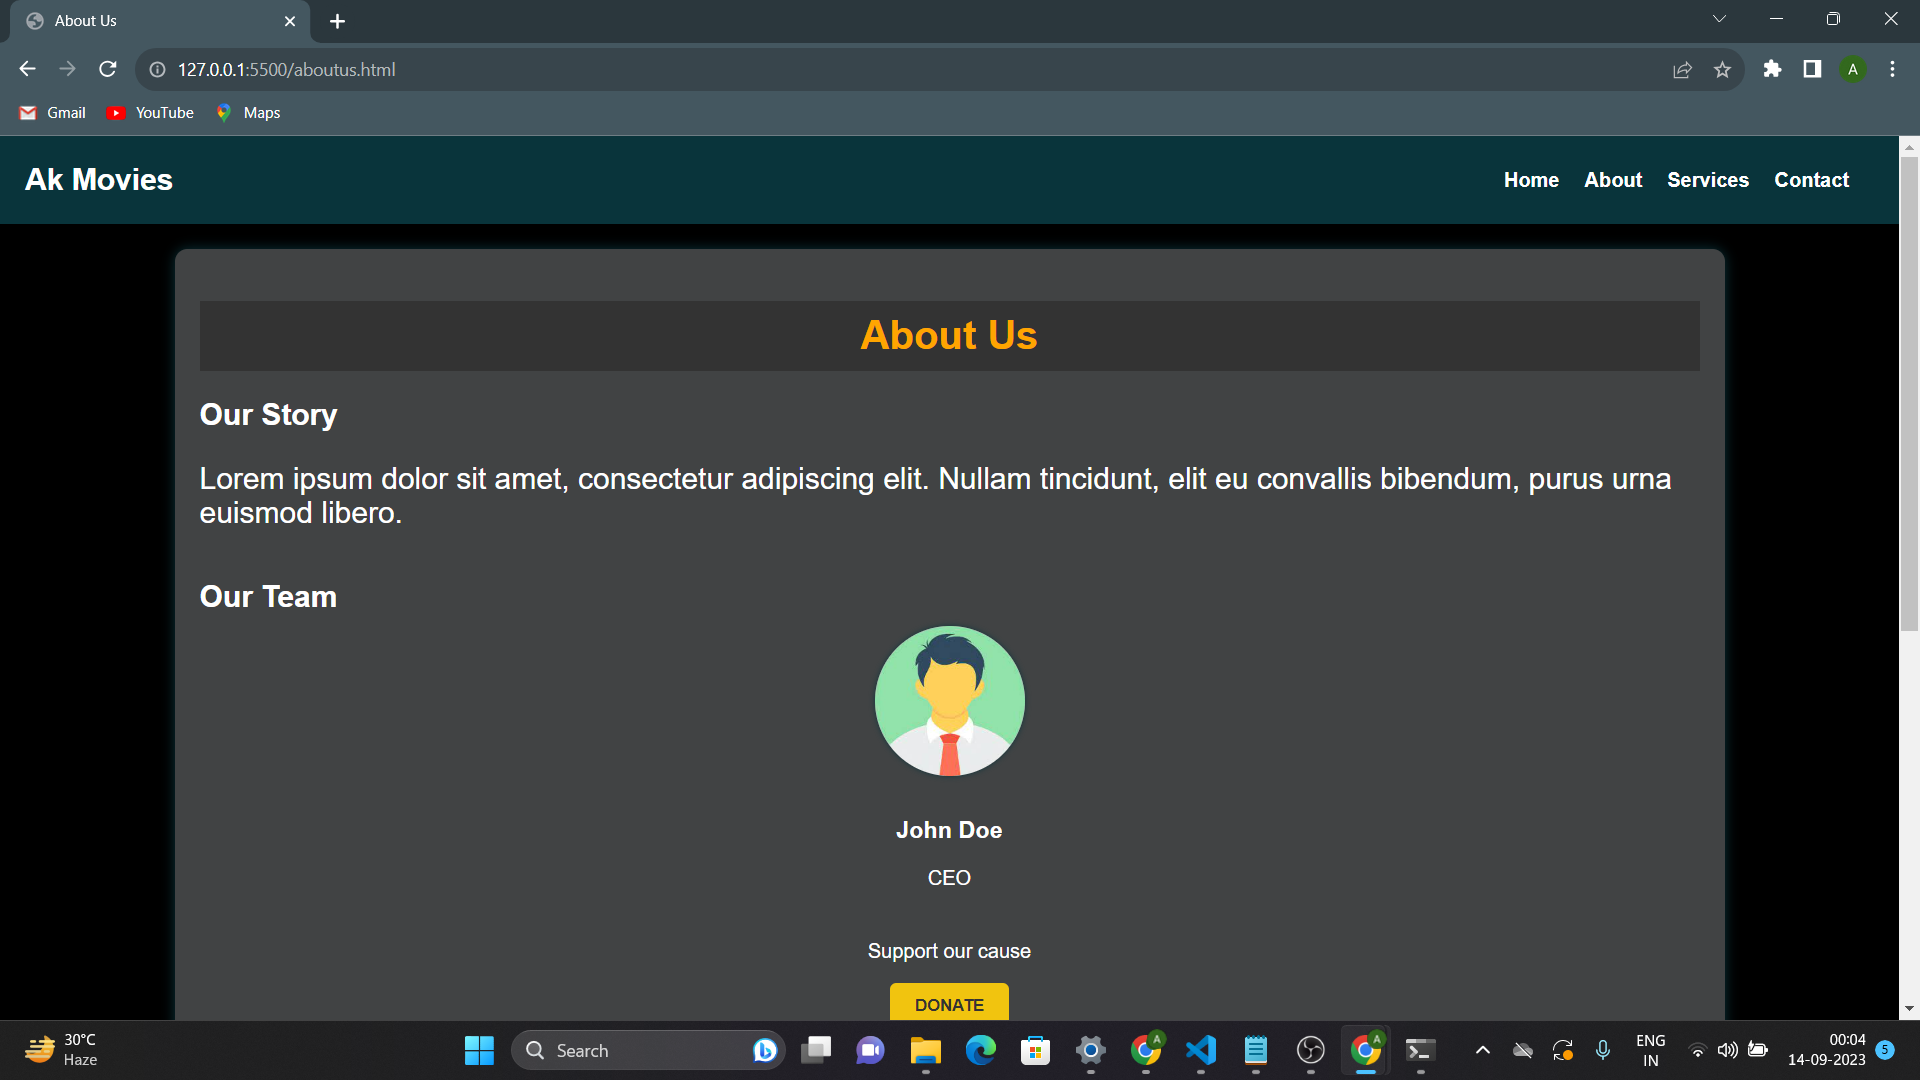 About Us
127.0.0.1:5500/aboutus.html
A
Gmail YouTube Maps
Ak Movies
Home About Services Contact
About Us
Our Story
Lorem ipsum dolor sit amet, consectetur adipiscing elit. Nullam tincidunt, elit eu convallis bibendum, purus urna
euismod libero.
Our Team
John Doe
CEO
Support our cause
DONATE
30°C
Haze
Search
A
A
ENG
IN
00:04
14-09-2023
5